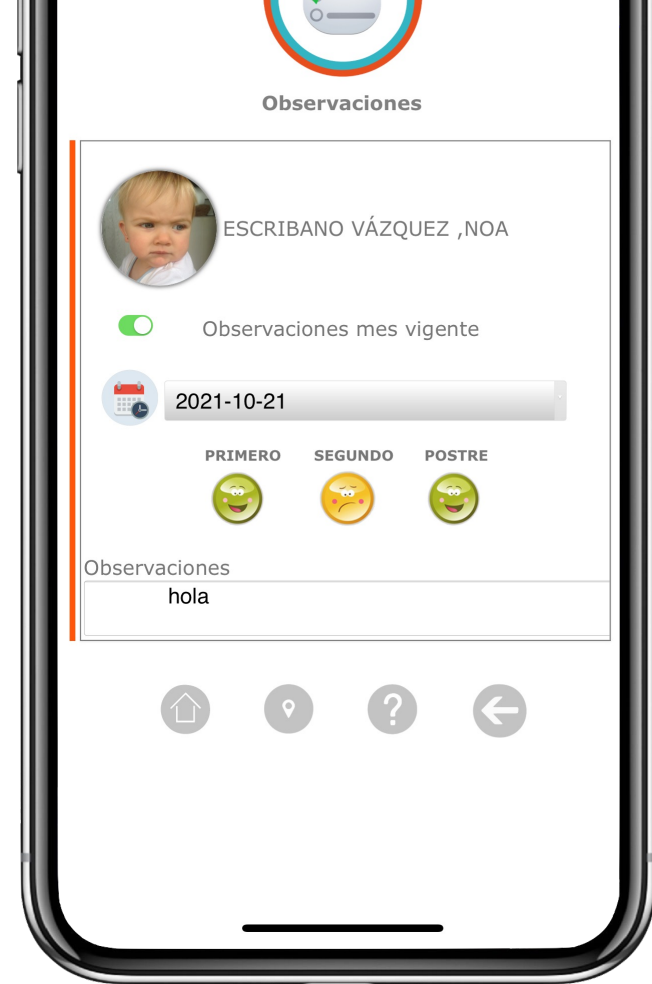 Observaciones
ESCRIBANO VÁZQUEZ ,NOA
Observaciones mes vigente
2021-10-21
PRIMERO SEGUNDO POSTRE
Observaciones
hola
?